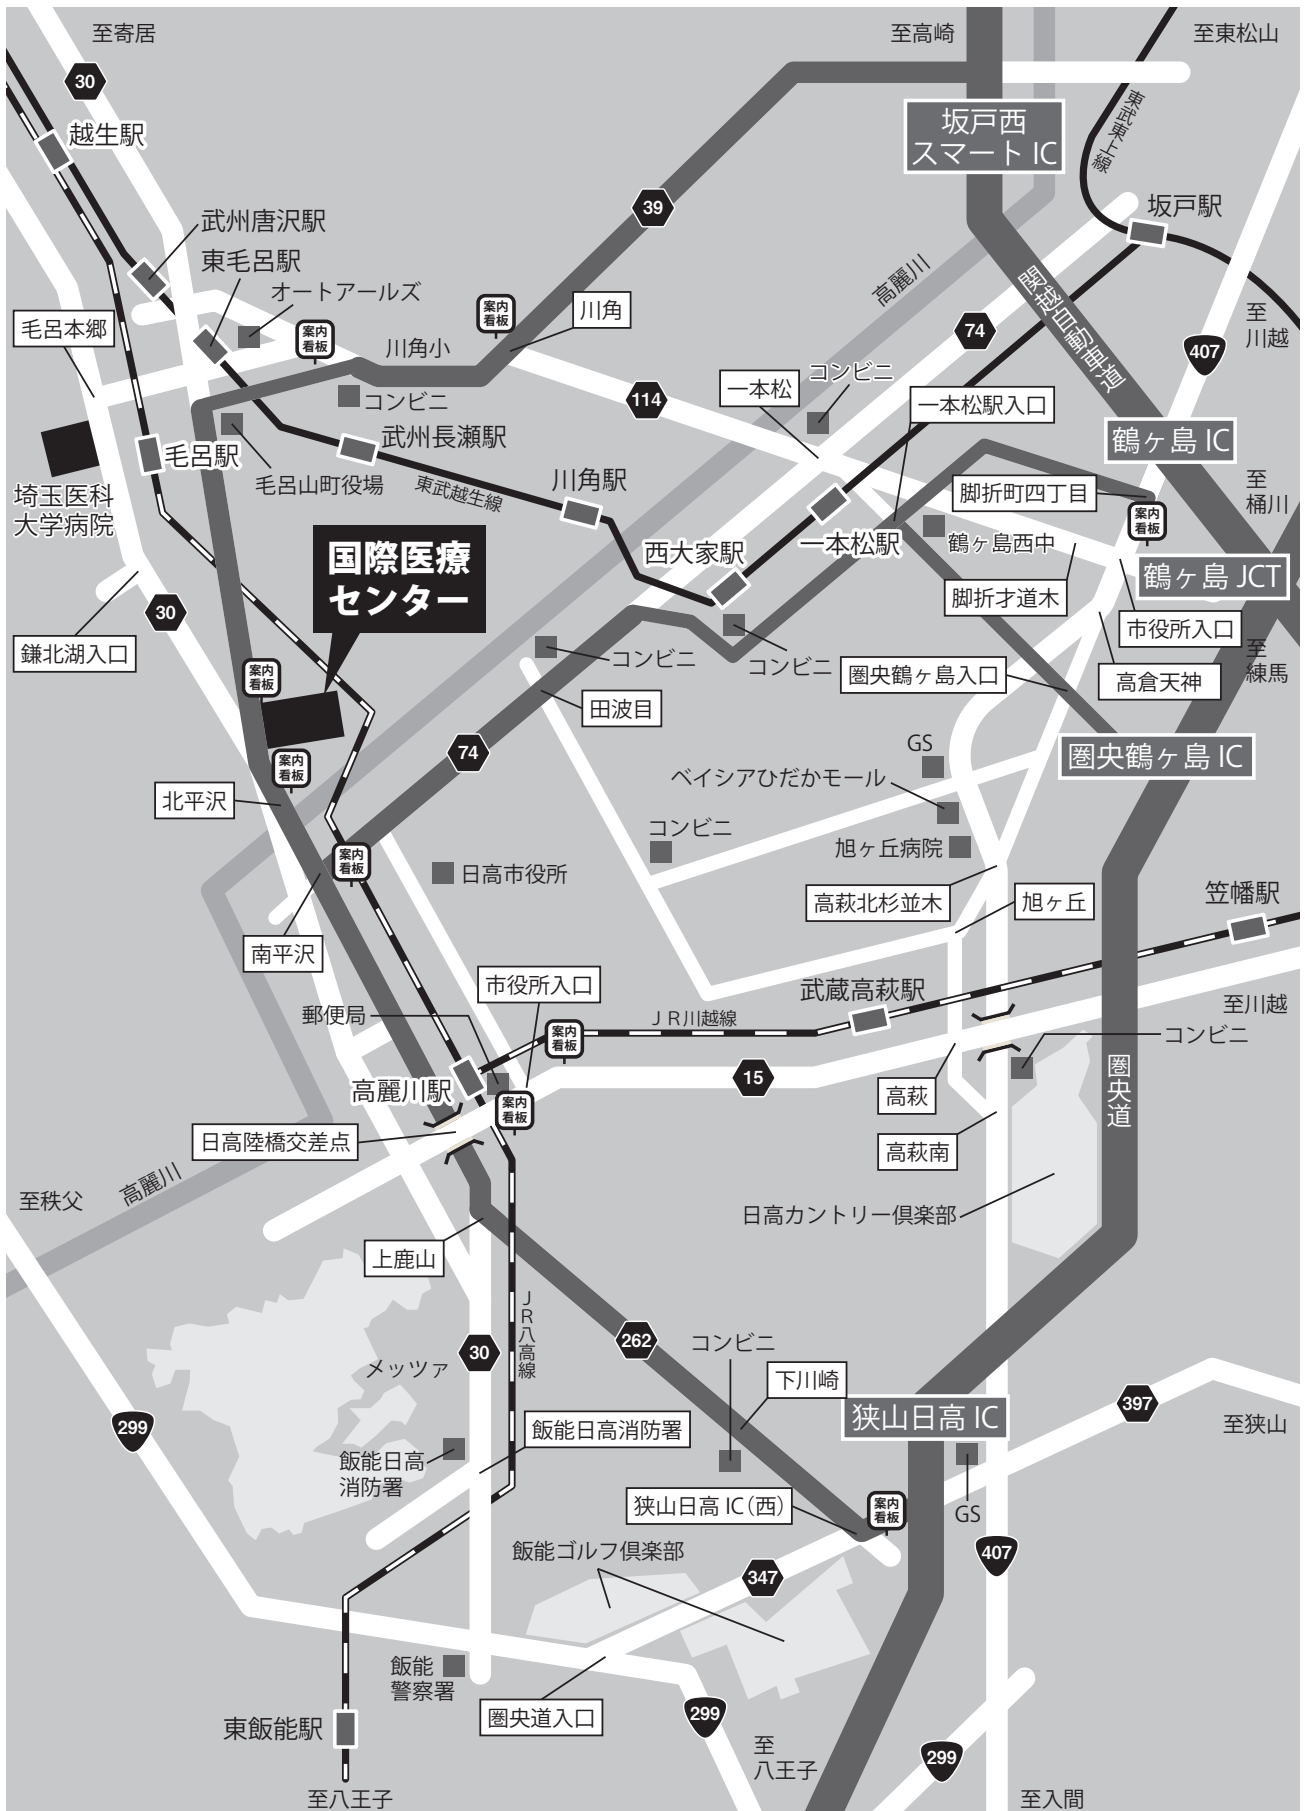 至寄居
至高崎
至東松山
30
越生駅
坂戸西
スマート IC
東武東上線
39
武州唐沢駅
坂戸駅
東毛呂駅
オートアールズ
高麗川
関越自動車道
案内
看板
川角
毛呂本郷
案内
看板
74
至
川越
川角小
407
コンビニ
一本松
コンビニ
114
一本松駅入口
武州長瀬駅
鶴ヶ島 IC
毛呂駅
毛呂山町役場
東武越生線
川角駅
脚折町四丁目
至
桶川
埼玉医科
大学病院
案内
看板
国際医療
センター
西大家駅
一本松駅
鶴ヶ島西中
鶴ヶ島 JCT
脚折才道木
30
市役所入口
鎌北湖入口
コンビニ
コンビニ
圏央鶴ヶ島入口
高倉天神
至
練馬
案内
看板
田波目
74
GS
圏央鶴ヶ島 IC
案内
看板
ベイシアひだかモール
北平沢
コンビニ
旭ヶ丘病院
案内
看板
日高市役所
高萩北杉並木
旭ヶ丘
笠幡駅
南平沢
市役所入口
武蔵高萩駅
至川越
郵便局
案内
看板
ＪＲ川越線
コンビニ
高麗川駅
15
圏央道
案内
看板
高萩
日高陸橋交差点
高萩南
高麗川
至秩父
日高カントリー倶楽部
上鹿山
ＪＲ八高線
262
コンビニ
30
メッツァ
下川崎
397
299
狭山日高 IC
至狭山
飯能日高消防署
飯能日高
消防署
狭山日高 IC（西）
案内
看板
GS
飯能ゴルフ倶楽部
407
347
飯能
警察署
圏央道入口
299
東飯能駅
至
八王子
299
至八王子
至入間